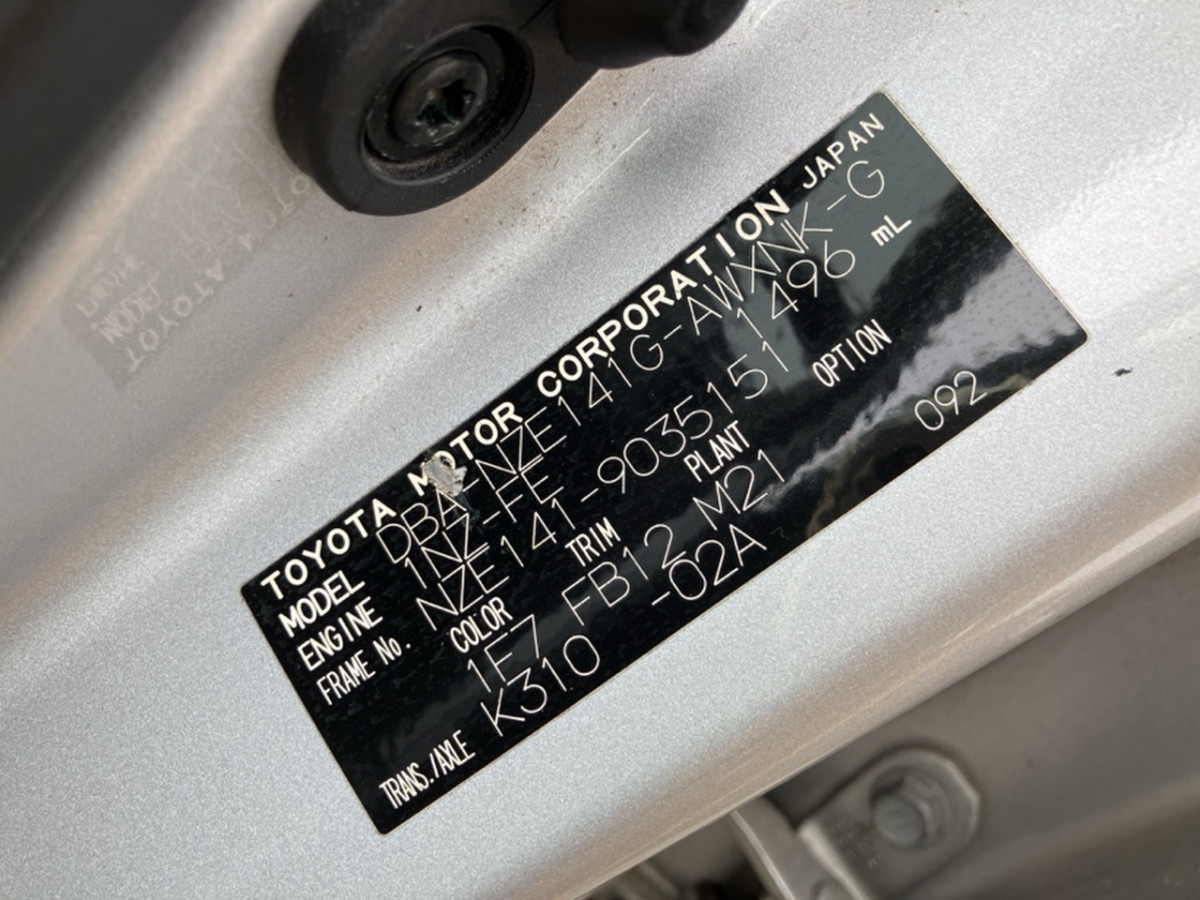 TOYOTA MOTOR CORPORATION JAPAN
MODEL DBA-NZE141G-AWXNK-G
ENGINE 1NZ-FE 1496 mL
FRAME No. NZE141-9035151
COLOR TRIM PLANT OPTION
1F7 FB12 M21 092
TRANS./AXLE K310 -02A